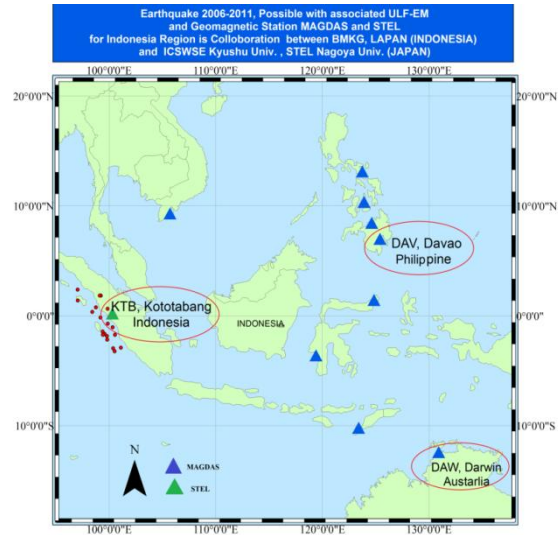 Earthquake 2006-2011, Possible with associated ULF-EM
and Geomagnetic Station MAGDAS and STEL
for Indonesia Region is Colloboration between BMKG, LAPAN (INDONESIA)
and ICSWSE Kyushu Univ. , STEL Nagoya Univ. (JAPAN)
100°0'0"E 110°0'0"E 120°0'0"E 130°0'0"E
20°0'0"N 20°0'0"N
10°0'0"N 10°0'0"N
DAV, Davao
Philippine
KTB, Kototabang
Indonesia
INDONESIA
0°0'0" 0°0'0"
10°0'0"S 10°0'0"S
N
MAGDAS
STEL
DAW, Darwin
Austarlia
100°0'0"E 110°0'0"E 120°0'0"E 130°0'0"E